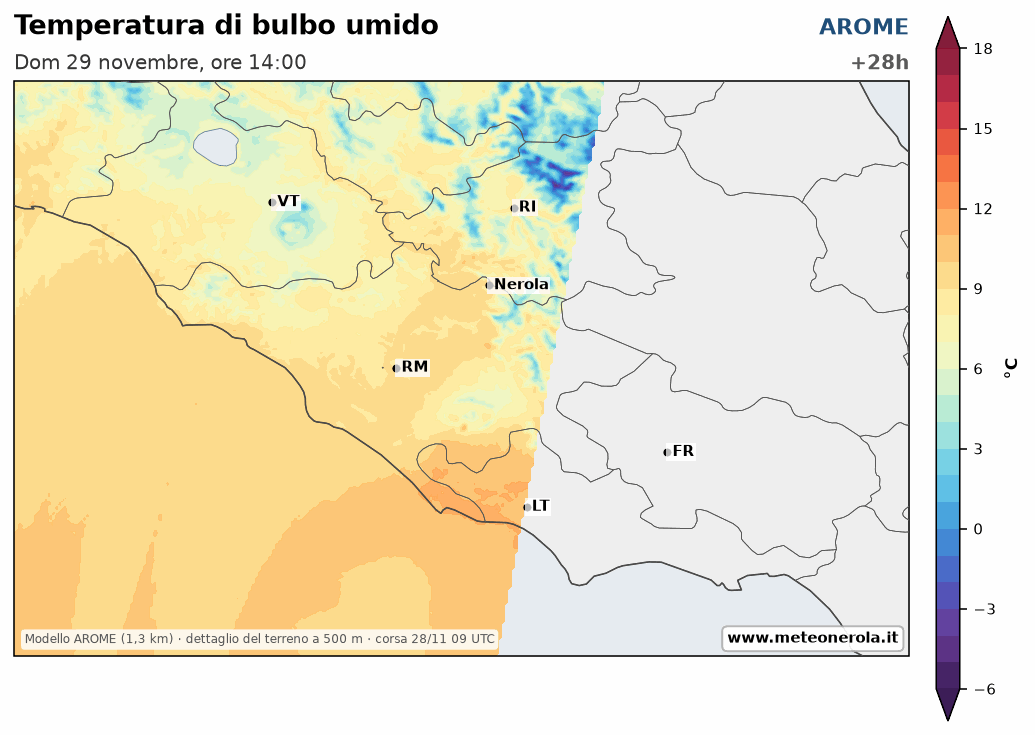 Temperatura di bulbo umido
AROME
Dom 29 novembre, ore 14:00
+28h
18
15
12
9
6
3
0
−3
−6
°C
VT
RI
Nerola
RM
FR
LT
Modello AROME (1,3 km) · dettaglio del terreno a 500 m · corsa 28/11 09 UTC
www.meteonerola.it